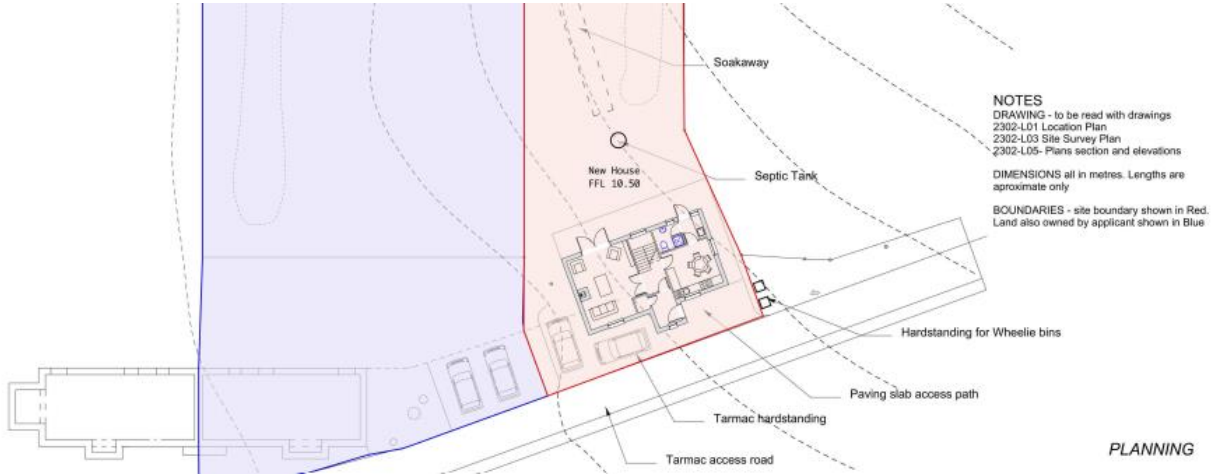 Soakaway
NOTES
DRAWING - to be read with drawings
2302-L01 Location Plan
2302-L03 Site Survey Plan
2302-L05- Plans section and elevations
DIMENSIONS all in metres. Lengths are
aproximate only
BOUNDARIES - site boundary shown in Red.
Land also owned by applicant shown in Blue
New House
FFL 10.50
Septic Tank
Hardstanding for Wheelie bins
Paving slab access path
Tarmac hardstanding
Tarmac access road
PLANNING